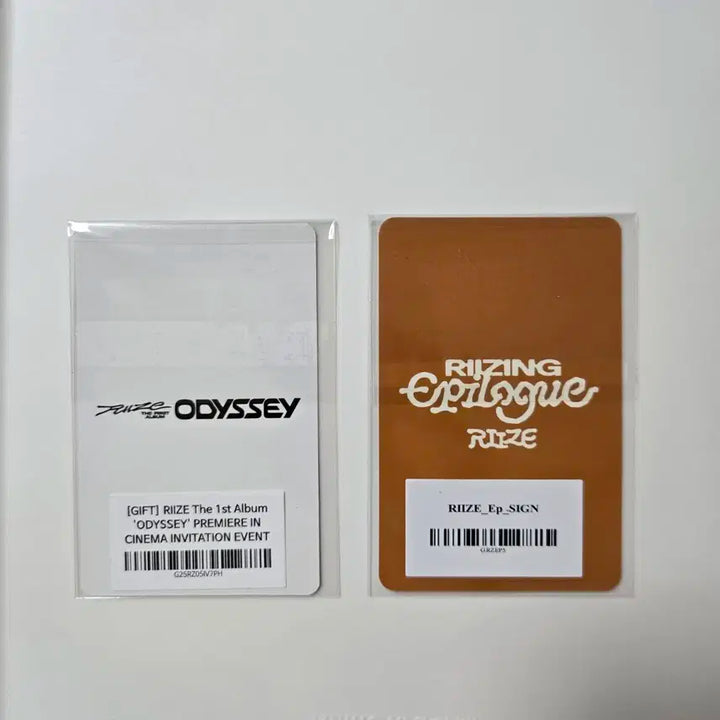 RIIZE
THE FIRST
ALBUM
ODYSSEY
[GIFT] RIIZE The 1st Album
'ODYSSEY' PREMIERE IN
CINEMA INVITATION EVENT
G25RZ05IV7PH
RIIZING
Epilogue
RIIZE
RIIZE_Ep_SIGN
GRZEP5